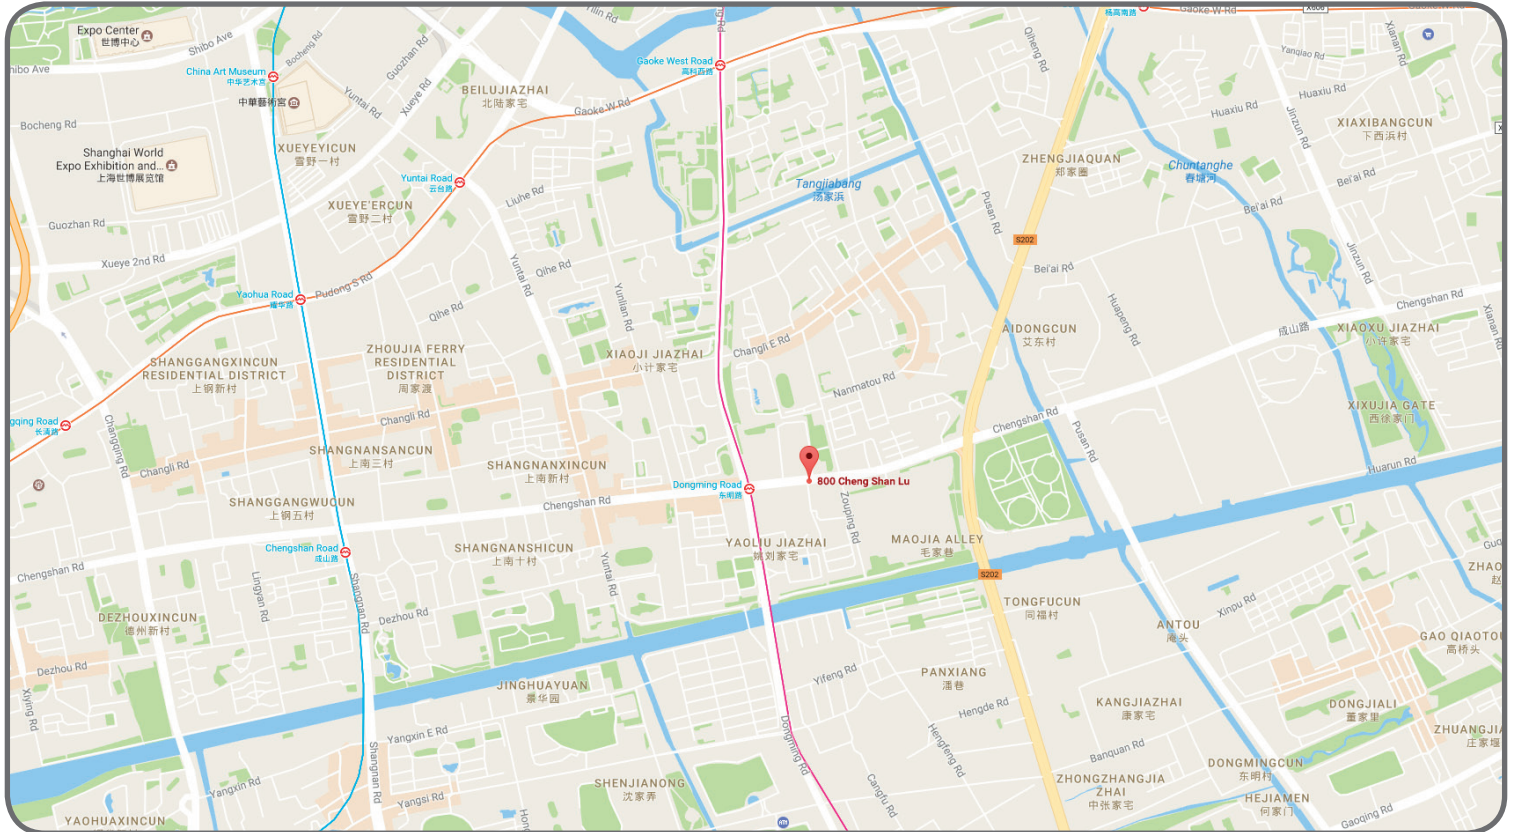 Expo Center
世博中心
Shibo Ave
Bocheng Rd
Gaoke W Rd
X606
杨高南路
China Art Museum
中华艺术宫
中華藝術宮
Guozhan Rd
Xueye Rd
Yuntai Rd
Gaoke West Road
高科西路
Qiheng Rd
Yanqiao Rd
Xianan Rd
BEILUJIAZHAI
北陆家宅
Gaoke W Rd
Huaxiu Rd
Huaxiu Rd
Jinzun Rd
XIAXIBANGCUN
下西浜村
Bocheng Rd
Shanghai World
Expo Exhibition and...
上海世博展览馆
XUEYEYICUN
雪野一村
ZHENGJIAQUAN
郑家圈
Chuntanghe
春塘河
Yuntai Road
云台路
Liuhe Rd
Tangjiabang
汤家浜
Pusan Rd
Bei'ai Rd
Bei'ai Rd
XUEYE'ERCUN
雪野二村
Guozhan Rd
S202
Xueye 2nd Rd
Yuntai Rd
Qihe Rd
Bei'ai Rd
Jinzun Rd
Yaohua Road
耀华路
Pudong S Rd
Qihe Rd
Yunlian Rd
Huapeng Rd
Chengshan Rd
成山路
Xianan Rd
AIDONGCUN
艾东村
XIAOXU JIAZHAI
小许家宅
Changli E Rd
XIAOJI JIAZHAI
小计家宅
ZHOUJIA FERRY
RESIDENTIAL
DISTRICT
周家渡
SHANGGANGXINCUN
RESIDENTIAL DISTRICT
上钢新村
Nanmatou Rd
XIXUJIA GATE
西徐家门
gqing Road
长清路
Changqing Rd
Changli Rd
Chengshan Rd
Pusan Rd
SHANGNANSANCUN
上南三村
SHANGNANXINCUN
上南新村
Changli Rd
Huarun Rd
Dongming Road
东明路
800 Cheng Shan Lu
SHANGGANGWUCUN
上钢五村
Chengshan Rd
Zouping Rd
Chengshan Road
成山路
SHANGNANSHICUN
上南十村
YAOLIU JIAZHAI
姚刘家宅
MAOJIA ALLEY
毛家巷
Chengshan Rd
Lingyan Rd
Shangnan Rd
Yuntai Rd
S202
ZHAO
赵
DEZHOUXINCUN
德州新村
Dezhou Rd
TONGFUCUN
同福村
Xinpu Rd
ANTOU
庵头
GAO QIAOTOU
高桥头
Dezhou Rd
Xiying Rd
JINGHUAYUAN
景华园
Yifeng Rd
PANXIANG
潘巷
Hengde Rd
KANGJIAZHAI
康家宅
DONGJIALI
董家里
Yangxin E Rd
Dongming Rd
Hengfeng Rd
Banquan Rd
ZHUANGJIA
庄家堰
Shangnan Rd
DONGMINGCUN
东明村
Yangxin Rd
Yangsi Rd
SHENJIANONG
沈家弄
Cangfu Rd
ZHONGZHANGJIA
ZHAI
中张家宅
HEJIAMEN
何家门
Gaoqing Rd
YAOHUAXINCUN